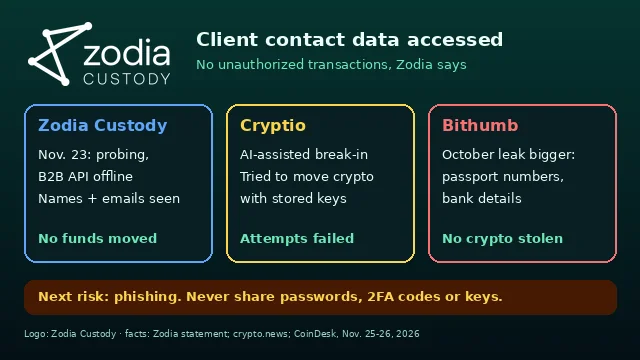 zodia
CUSTODY
Client contact data accessed
No unauthorized transactions, Zodia says
Zodia Custody
Nov. 23: probing,
B2B API offline
Names + emails seen
No funds moved
Cryptio
AI-assisted break-in
Tried to move crypto
with stored keys
Attempts failed
Bithumb
October leak bigger:
passport numbers,
bank details
No crypto stolen
Next risk: phishing. Never share passwords, 2FA codes or keys.
Logo: Zodia Custody · facts: Zodia statement; crypto.news; CoinDesk, Nov. 25-26, 2026